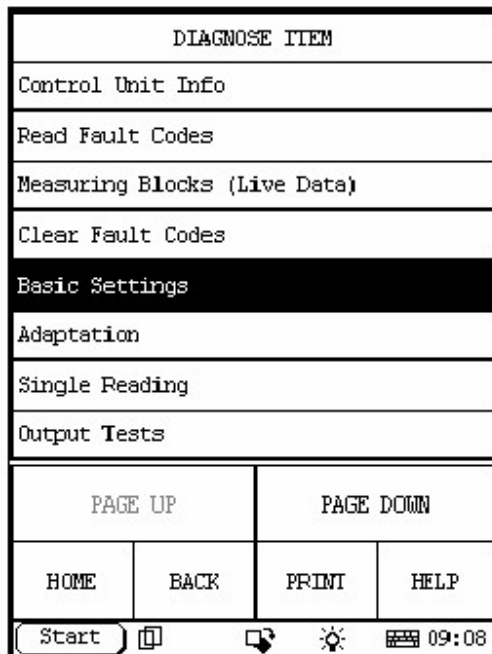 DIAGNOSE ITEM
Control Unit Info
Read Fault Codes
Measuring Blocks (Live Data)
Clear Fault Codes
Basic Settings
Adaptation
Single Reading
Output Tests
PAGE UP PAGE DOWN
HOME BACK PRINT HELP
Start 09:08